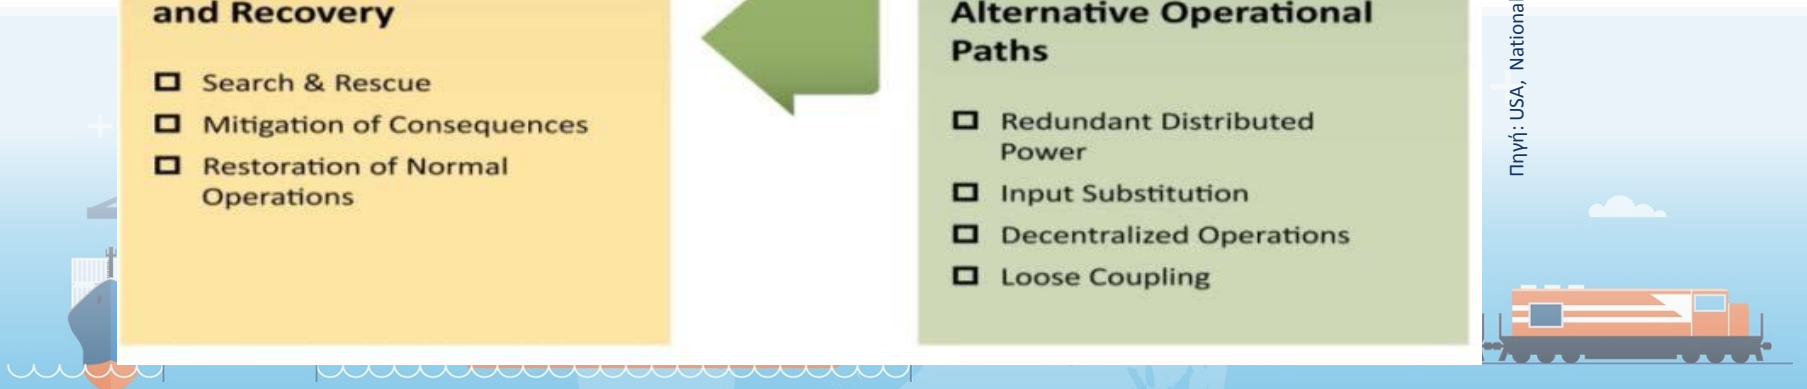 and Recovery
Search & Rescue
Mitigation of Consequences
Restoration of Normal
Operations
Alternative Operational
Paths
Redundant Distributed
Power
Input Substitution
Decentralized Operations
Loose Coupling
Πηγή: USA, National